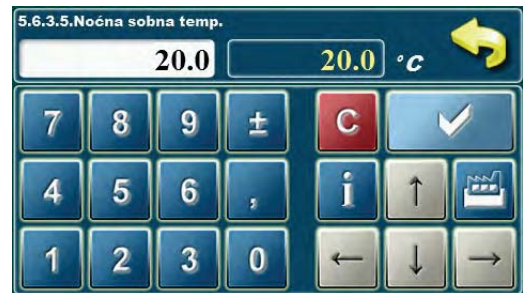 5.6.3.5.Noćna sobna temp.
20.0 20.0 °C
7 8 9 ± C
4 5 6 , i ↑
1 2 3 0 ← ↓ →